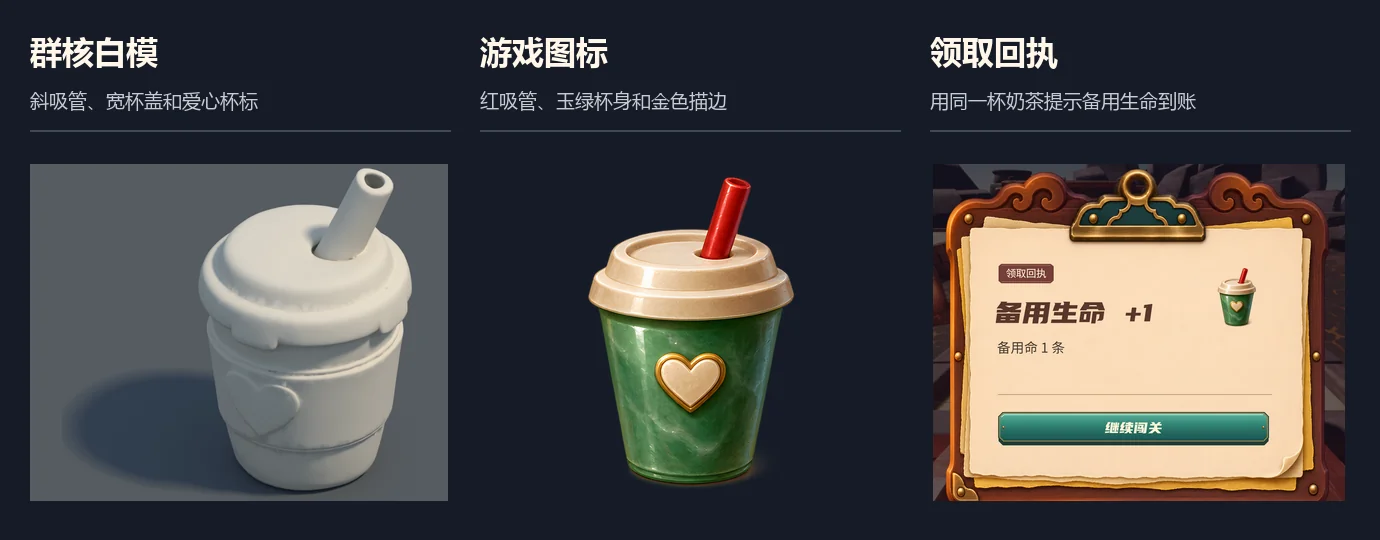 群核白模
斜吸管、宽杯盖和爱心杯标
游戏图标
红吸管、玉绿杯身和金色描边
领取回执
用同一杯奶茶提示备用生命到账
领取回执
备用生命 +1
备用命 1 条
继续闯关